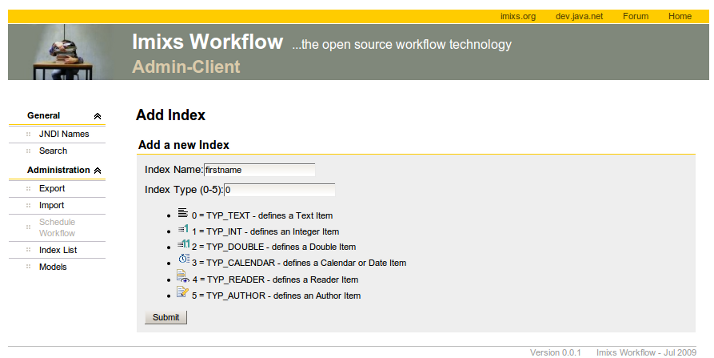 imixs.org dev.java.net Forum Home
Imixs Workflow ...the open source workflow technology
Admin-Client
General
JNDI Names
Search
Administration
Export
Import
Schedule
Workflow
Index List
Models
Add Index
Add a new Index
Index Name: firstname
Index Type (0-5): 0
0 = TYP_TEXT - defines a Text Item
1 = TYP_INT - defines an Integer Item
2 = TYP_DOUBLE - defines a Double Item
3 = TYP_CALENDAR - defines a Calendar or Date Item
4 = TYP_READER - defines a Reader Item
5 = TYP_AUTHOR - defines an Author Item
Submit
Version 0.0.1 Imixs Workflow - Jul 2009